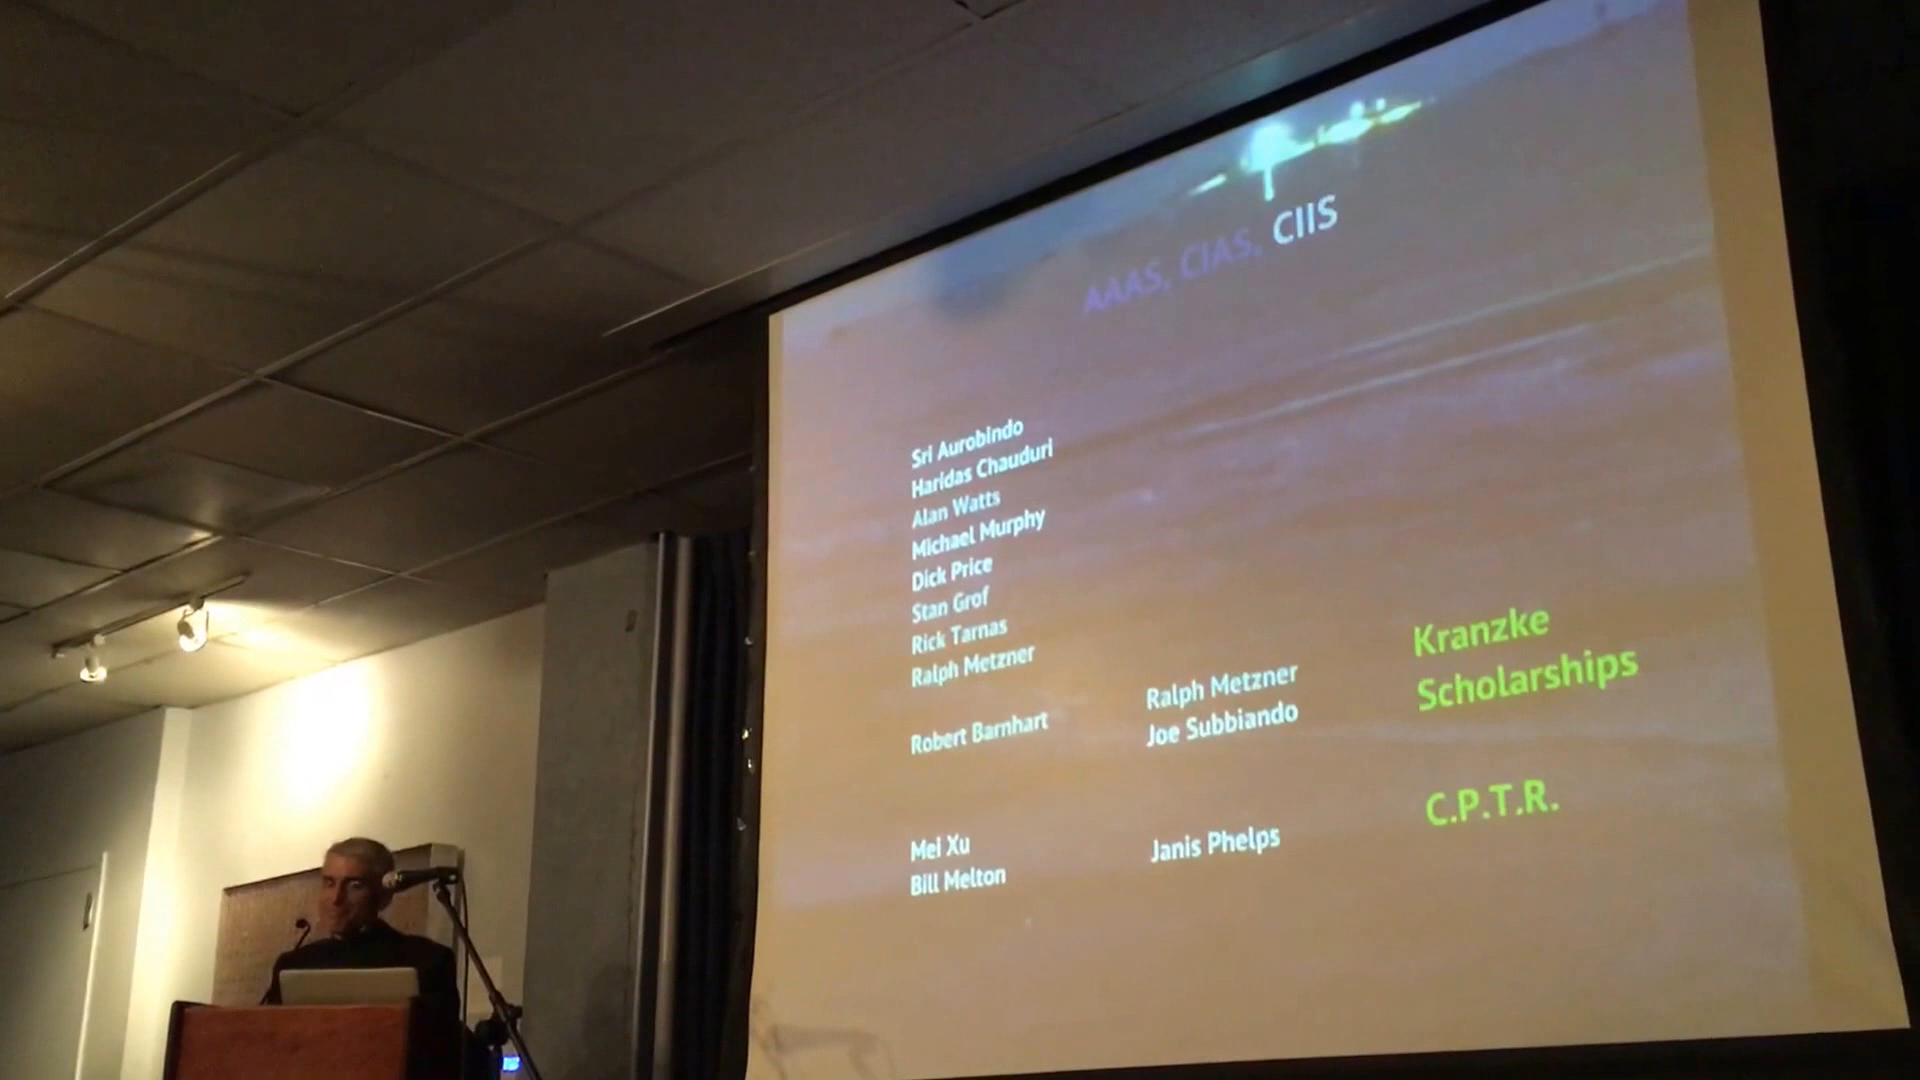 AAAS, CIAS, CIIS
Sri Aurobindo
Haridas Chauduri
Alan Watts
Michael Murphy
Dick Price
Stan Grof
Rick Tarnas
Ralph Metzner
Robert Barnhart
Mei Xu
Bill Melton
Ralph Metzner
Joe Subbiando
Janis Phelps
Kranzke
Scholarships
C.P.T.R.